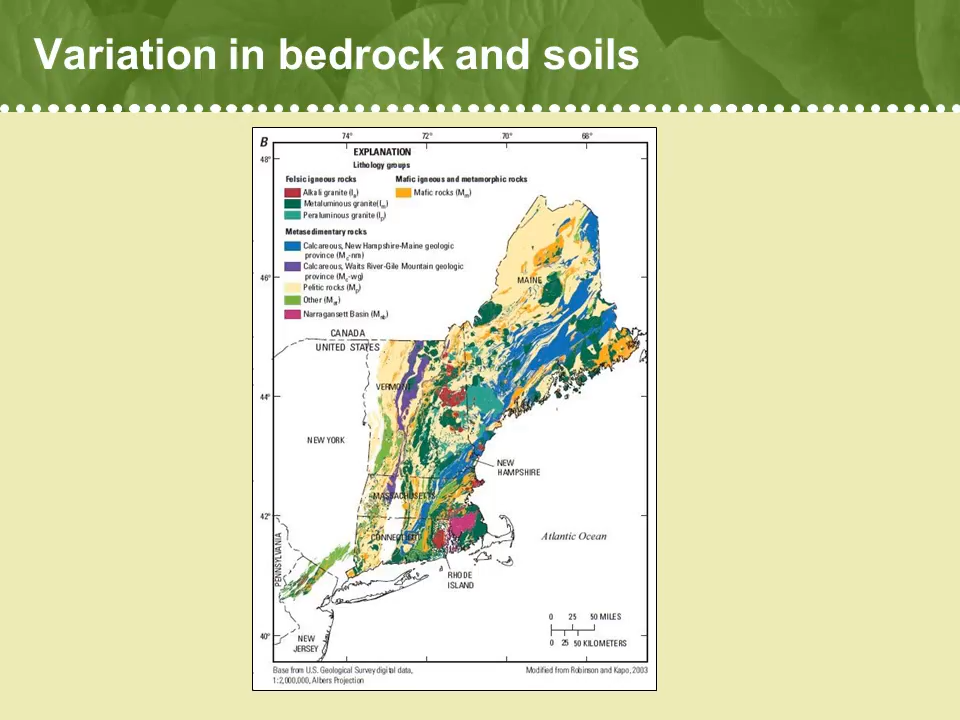 Variation in bedrock and soils
B
74°
72°
70°
68°
48°
EXPLANATION
Lithology groups
Felsic igneous rocks
Alkali granite (Ia)
Metaluminous granite(Im)
Peraluminous granite (Ip)
Mafic igneous and metamorphic rocks
Mafic rocks (Mm)
Metasedimentary rocks
Calcareous, New Hampshire-Maine geologic
province (Mc-nm)
Calcareous, Waits River-Gile Mountain geologic
province (Mc-wg)
Pelitic rocks (Mp)
Other (Mot)
Narragansett Basin (Mnb)
46°
MAINE
CANADA
UNITED STATES
VERMONT
44°
NEW YORK
NEW
HAMPSHIRE
MASSACHUSETTS
42°
CONNECTICUT
Atlantic Ocean
PENNSYLVANIA
RHODE
ISLAND
0 25 50 MILES
0 25 50 KILOMETERS
40°
NEW
JERSEY
Base from U.S. Geological Survey digital data,
1:2,000,000, Albers Projection
Modified from Robinson and Kapo, 2003